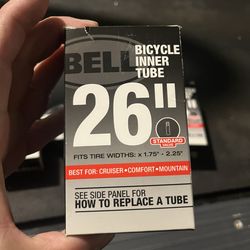 BELL
BICYCLE
INNER
TUBE
26"
STANDARD
VALVE
FITS TIRE WIDTHS: x 1.75" - 2.25"
BEST FOR: CRUISER • COMFORT • MOUNTAIN
SEE SIDE PANEL FOR
HOW TO REPLACE A TUBE